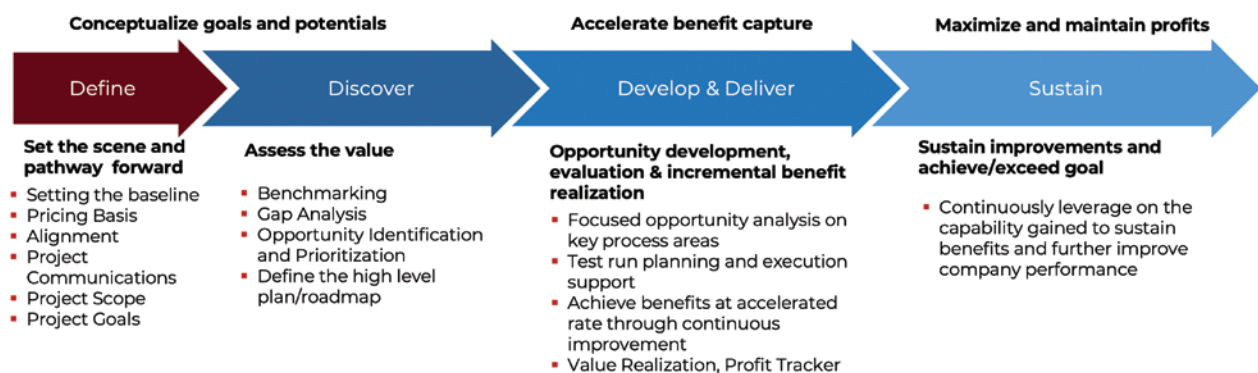 Conceptualize goals and potentials
Accelerate benefit capture
Maximize and maintain profits
Define
Discover
Develop & Deliver
Sustain
Set the scene and
pathway forward
▪ Setting the baseline
▪ Pricing Basis
▪ Alignment
▪ Project
Communications
▪ Project Scope
▪ Project Goals
Assess the value
▪ Benchmarking
▪ Gap Analysis
▪ Opportunity Identification
and Prioritization
▪ Define the high level
plan/roadmap
Opportunity development,
evaluation & incremental benefit
realization
▪ Focused opportunity analysis on
key process areas
▪ Test run planning and execution
support
▪ Achieve benefits at accelerated
rate through continuous
improvement
▪ Value Realization, Profit Tracker
Sustain improvements and
achieve/exceed goal
▪ Continuously leverage on the
capability gained to sustain
benefits and further improve
company performance